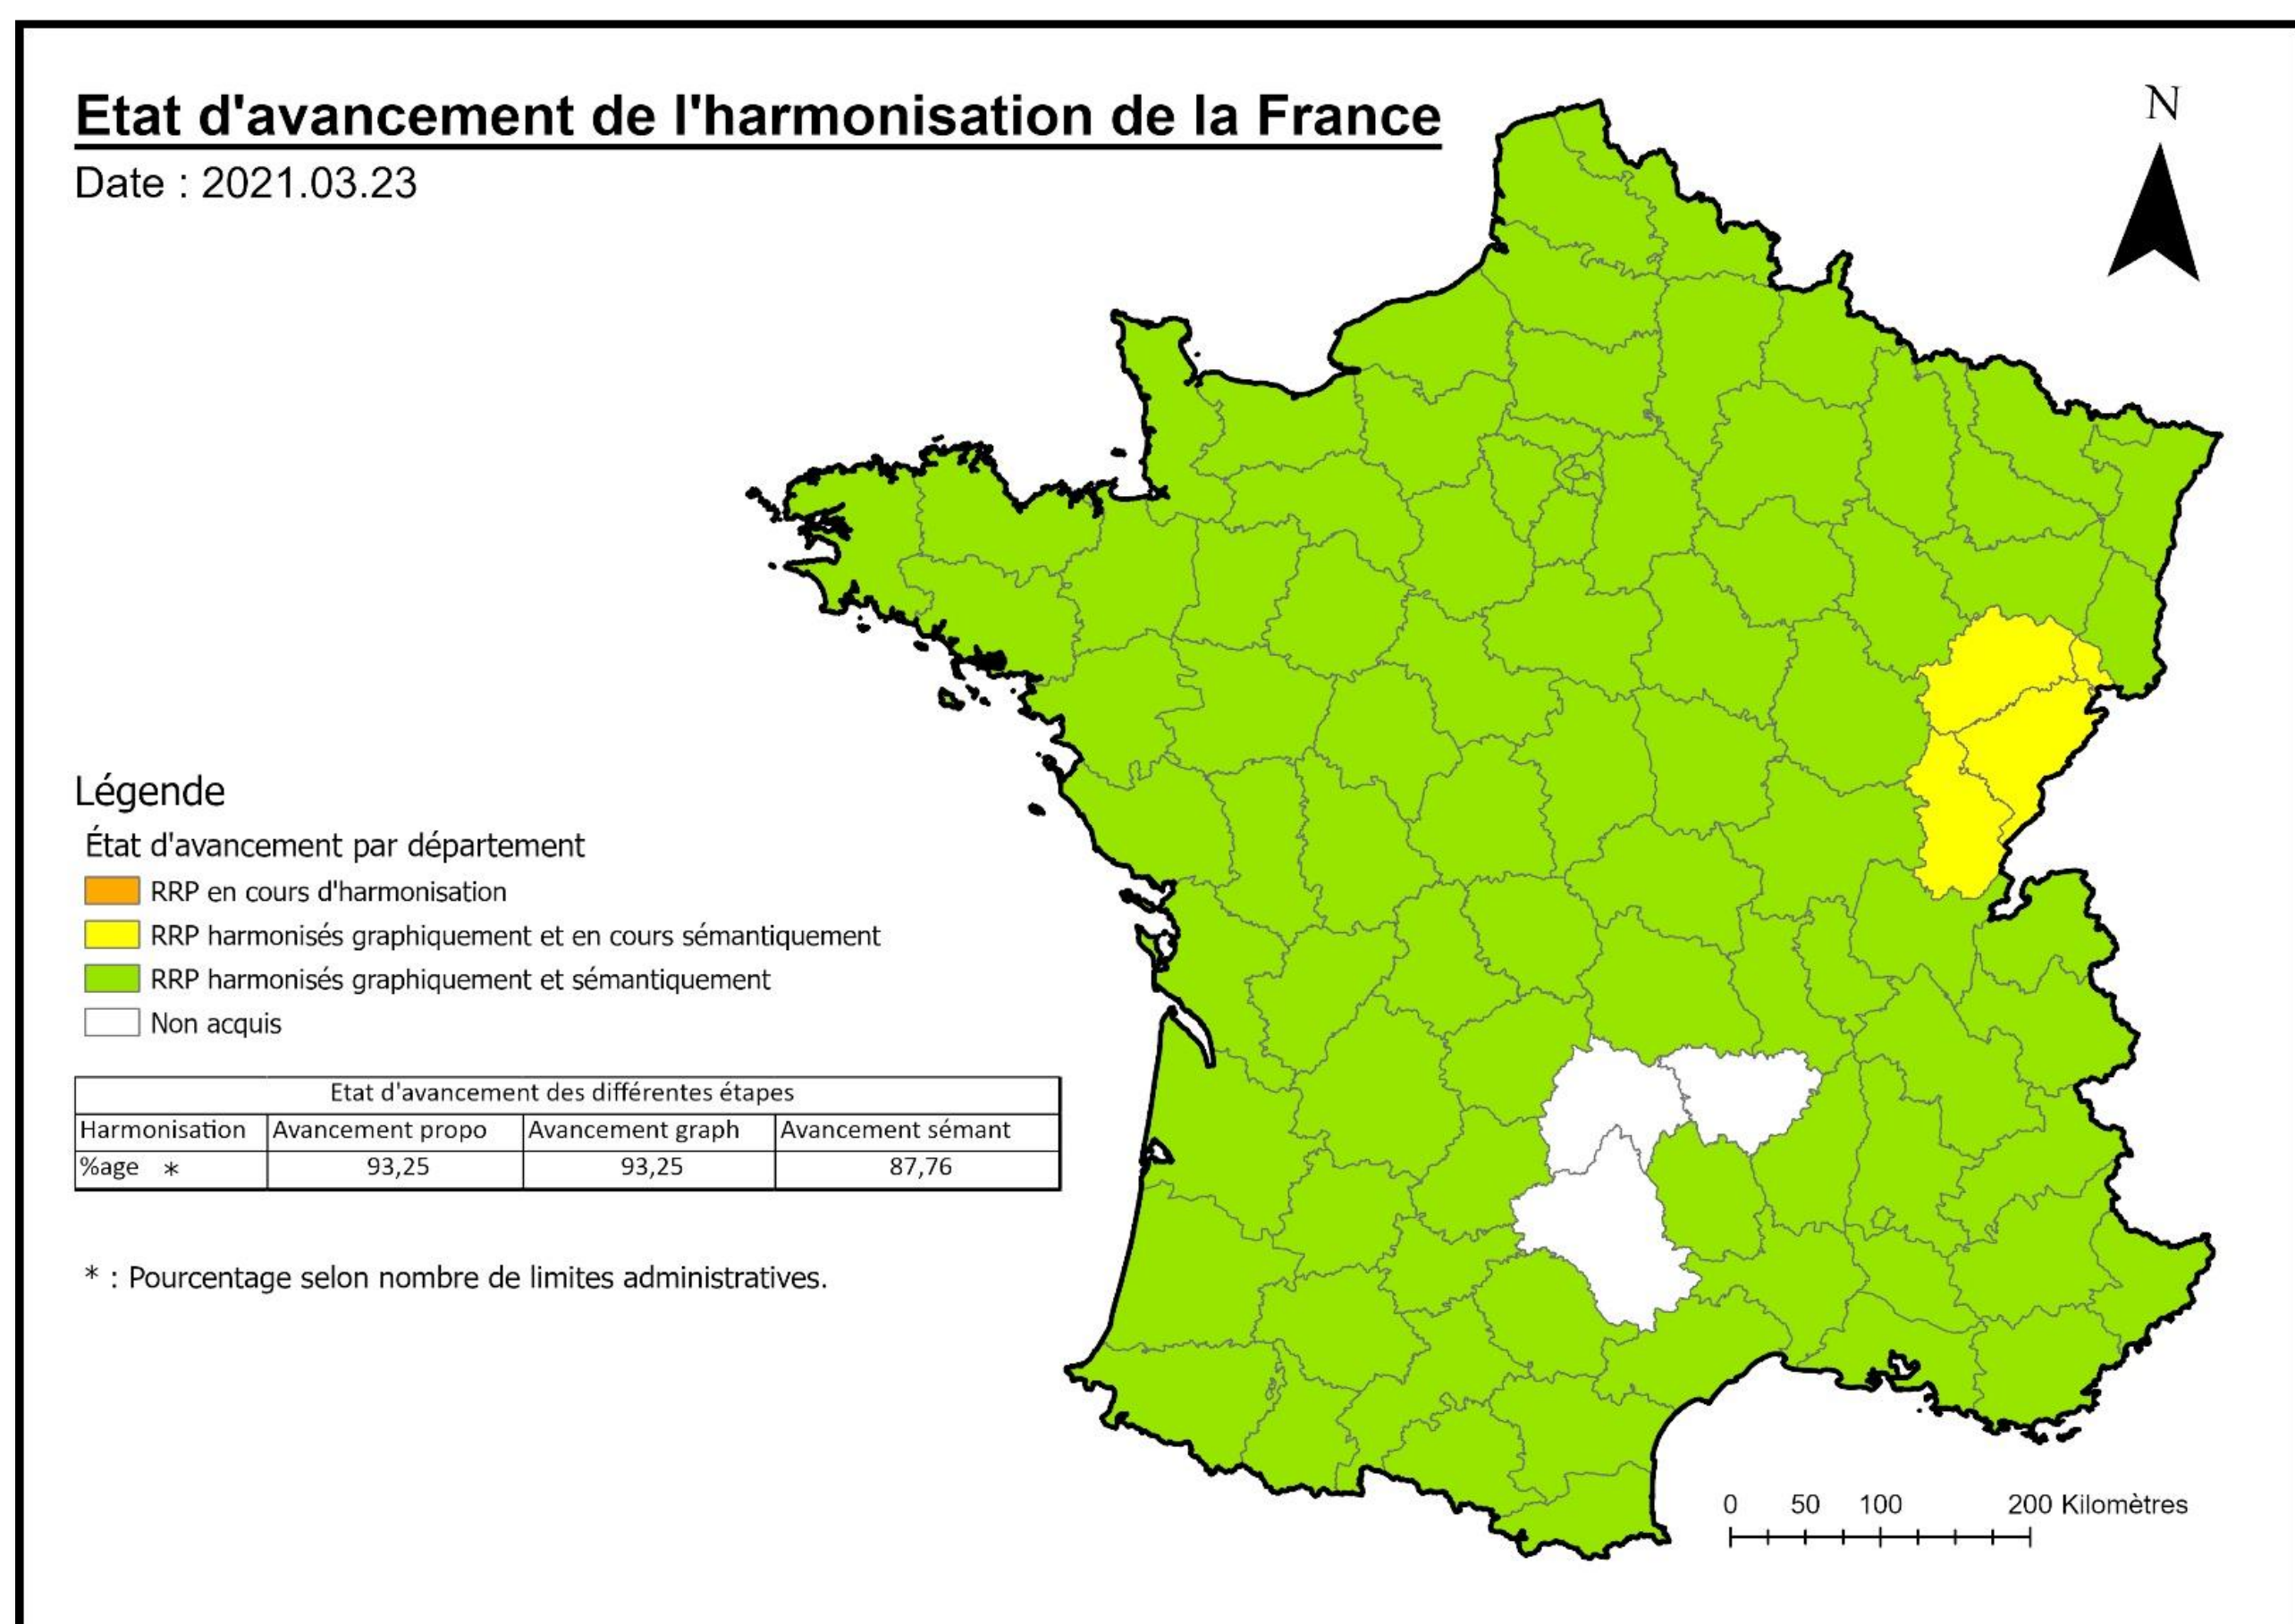 Etat d'avancement de l'harmonisation de la France
Date : 2021.03.23
N
Légende
État d'avancement par département
RRP en cours d'harmonisation
RRP harmonisés graphiquement et en cours sémantiquement
RRP harmonisés graphiquement et sémantiquement
Non acquis
Etat d'avancement des différentes étapes
Harmonisation Avancement propo Avancement graph Avancement sémant
%age * 93,25 93,25 87,76
* : Pourcentage selon nombre de limites administratives.
0 50 100 200 Kilomètres